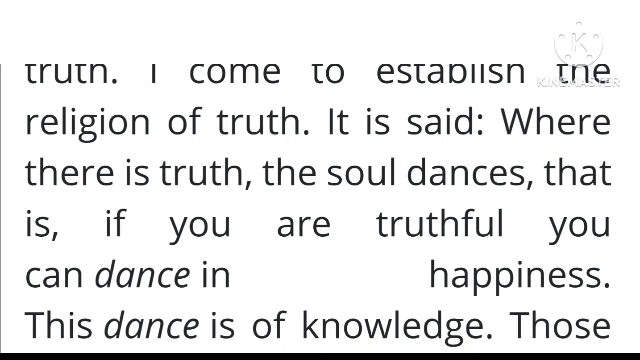 truth. I come to establish the
religion of truth. It is said: Where
there is truth, the soul dances, that
is, if you are truthful you
can dance in happiness.
This dance is of knowledge. Those
KINEMASTER